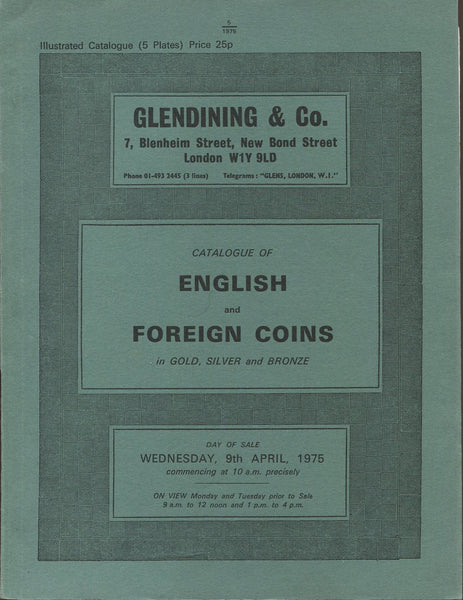 5
1975
Illustrated Catalogue (5 Plates) Price 25p
GLENDINING & Co.
7, Blenheim Street, New Bond Street
London W1Y 9LD
Phone 01-493 2445 (3 lines) Telegrams: "GLENS, LONDON, W.1."
CATALOGUE OF
ENGLISH
and
FOREIGN COINS
in GOLD, SILVER and BRONZE
DAY OF SALE
WEDNESDAY, 9th APRIL, 1975
commencing at 10 a.m. precisely
ON VIEW Monday and Tuesday prior to Sale
9 a.m. to 12 noon and 1 p.m. to 4 p.m.